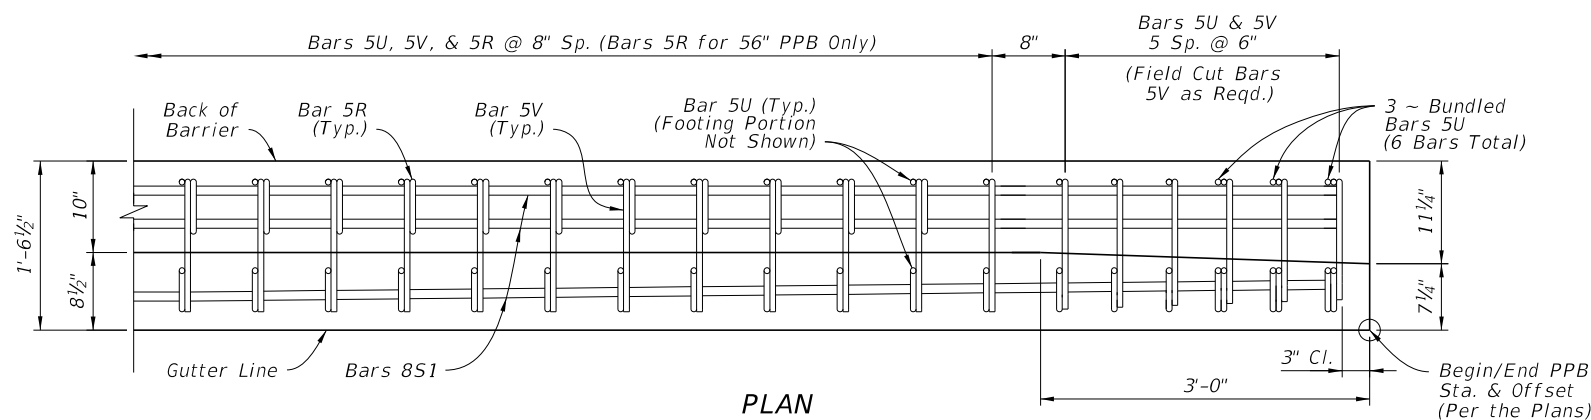 Bars 5U, 5V, & 5R @ 8" Sp. (Bars 5R for 56" PPB Only)
8"
Bars 5U & 5V
5 Sp. @ 6"
(Field Cut Bars
5V as Reqd.)
Back of
Barrier
Bar 5R
(Typ.)
Bar 5V
(Typ.)
Bar 5U (Typ.)
(Footing Portion
Not Shown)
3 ~ Bundled
Bars 5U
(6 Bars Total)
1'-6½"
10"
8½"
11¼"
7¼"
Gutter Line
Bars 8S1
3" Cl.
3'-0"
Begin/End PPB
Sta. & Offset
(Per the Plans)
PLAN